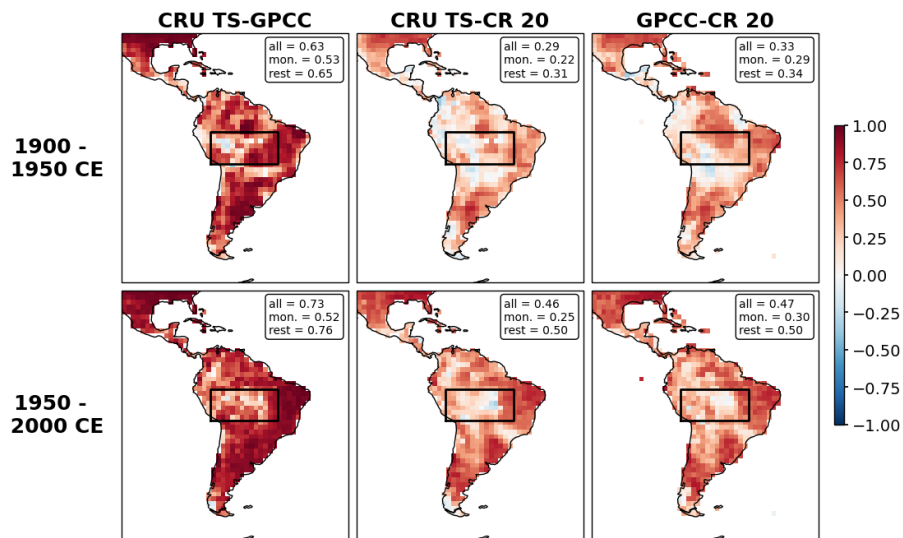 CRU TS-GPCC
CRU TS-CR 20
GPCC-CR 20
1900 -
1950 CE
all = 0.63
mon. = 0.53
rest = 0.65
all = 0.29
mon. = 0.22
rest = 0.31
all = 0.33
mon. = 0.29
rest = 0.34
1950 -
2000 CE
all = 0.73
mon. = 0.52
rest = 0.76
all = 0.46
mon. = 0.25
rest = 0.50
all = 0.47
mon. = 0.30
rest = 0.50
1.00
0.75
0.50
0.25
0.00
−0.25
−0.50
−0.75
−1.00